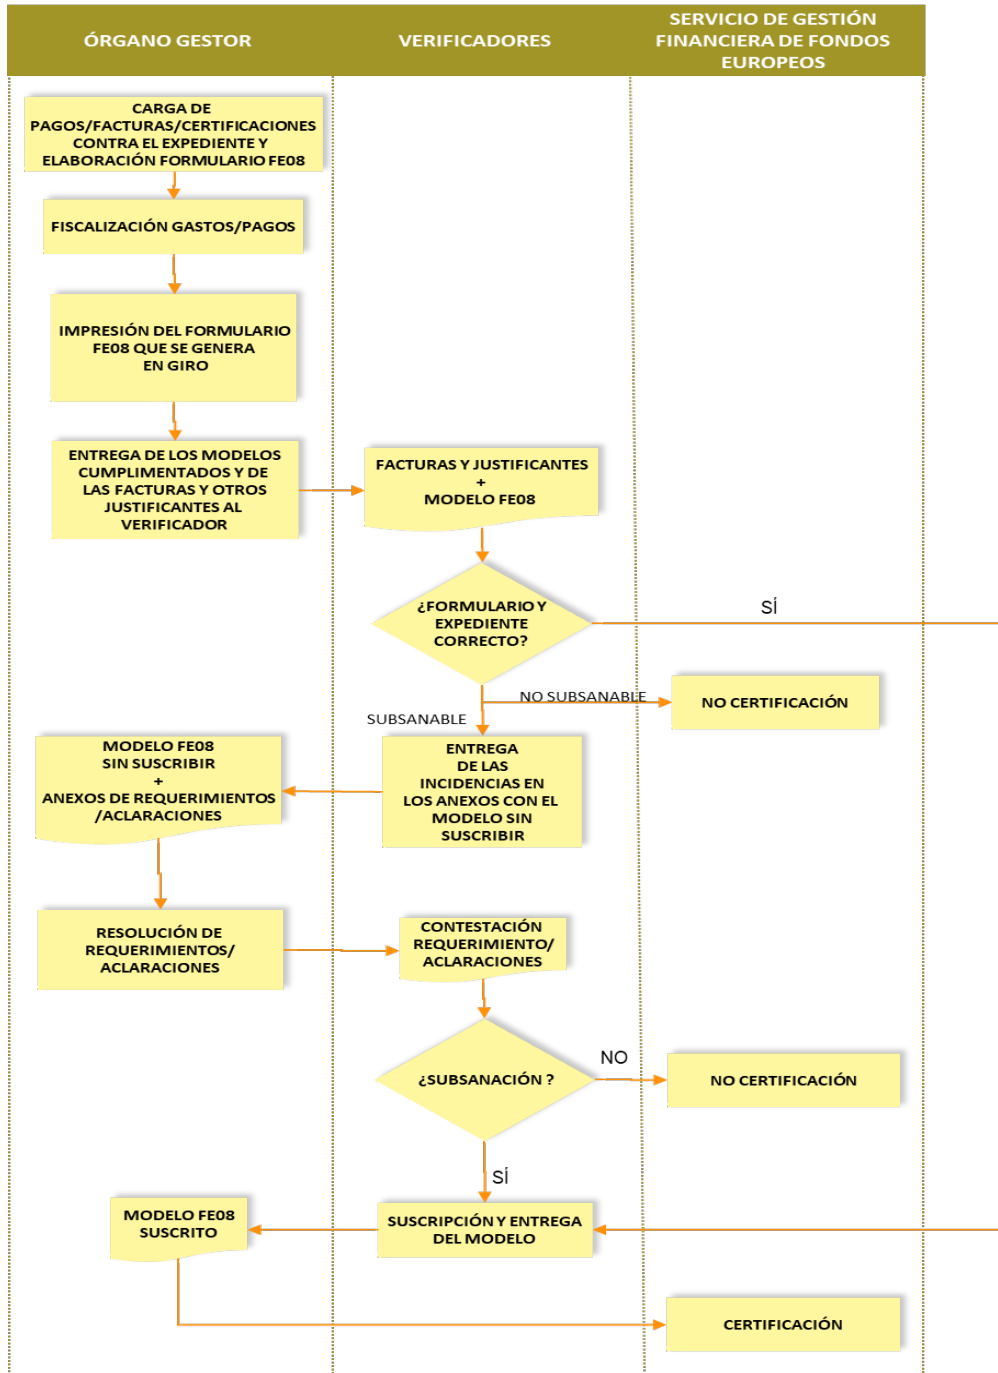 ÓRGANO GESTOR
VERIFICADORES
SERVICIO DE GESTIÓN
FINANCIERA DE FONDOS
EUROPEOS
CARGA DE
PAGOS/FACTURAS/CERTIFICACIONES
CONTRA EL EXPEDIENTE Y
ELABORACIÓN FORMULARIO FE08
FISCALIZACIÓN GASTOS/PAGOS
IMPRESIÓN DEL FORMULARIO
FE08 QUE SE GENERA
EN GIRO
ENTREGA DE LOS MODELOS
CUMPLIMENTADOS Y DE
LAS FACTURAS Y OTROS
JUSTIFICANTES AL
VERIFICADOR
FACTURAS Y JUSTIFICANTES
+
MODELO FE08
¿FORMULARIO Y
EXPEDIENTE
CORRECTO?
SÍ
NO SUBSANABLE
NO CERTIFICACIÓN
SUBSANABLE
ENTREGA
DE LAS
INCIDENCIAS EN
LOS ANEXOS CON EL
MODELO SIN
SUSCRIBIR
MODELO FE08
SIN SUSCRIBIR
+
ANEXOS DE REQUERIMIENTOS
/ACLARACIONES
RESOLUCIÓN DE
REQUERIMIENTOS/
ACLARACIONES
CONTESTACIÓN
REQUERIMIENTO/
ACLARACIONES
¿SUBSANACIÓN ?
NO
NO CERTIFICACIÓN
SÍ
SUSCRIPCIÓN Y ENTREGA
DEL MODELO
MODELO FE08
SUSCRITO
CERTIFICACIÓN